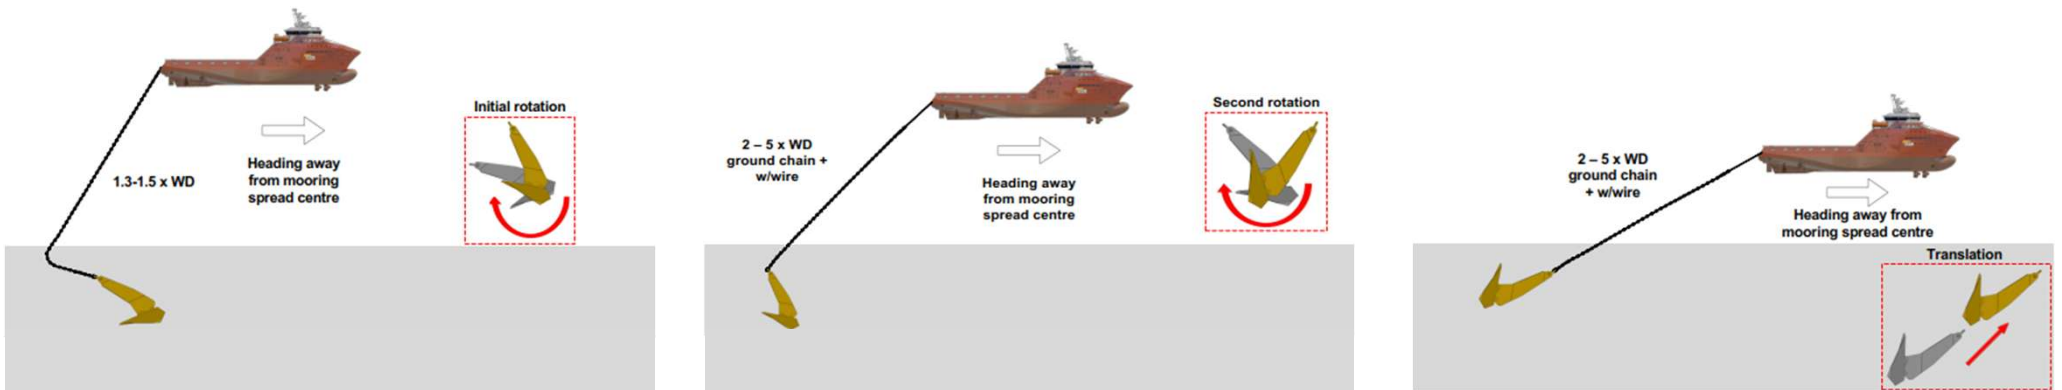 1.3-1.5 x WD
Heading away
from mooring
spread centre
Initial rotation
2 – 5 x WD
ground chain +
w/wire
Heading away
from mooring
spread centre
Second rotation
2 – 5 x WD
ground chain
+ w/wire
Heading away from
mooring spread centre
Translation